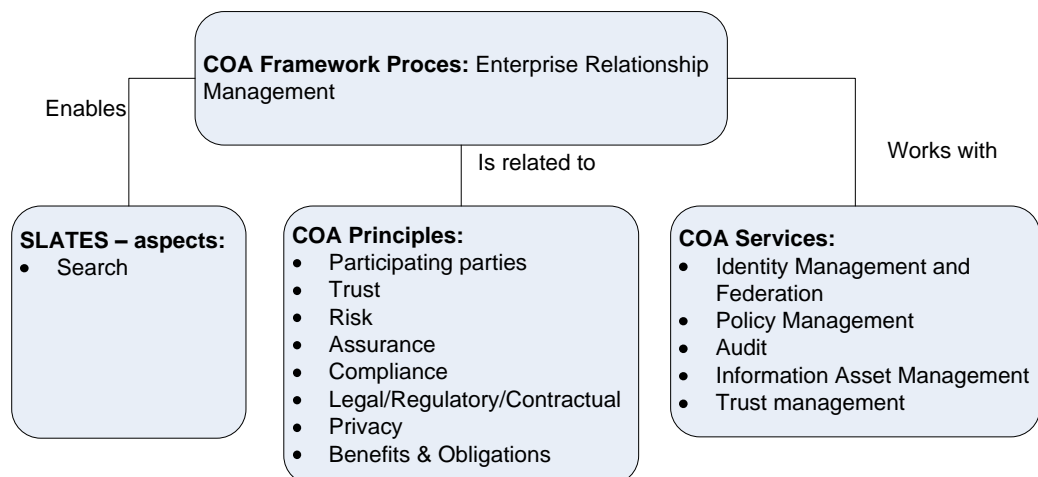 COA Framework Proces: Enterprise Relationship
Management
Enables
Is related to
Works with
SLATES – aspects:
• Search
COA Principles:
• Participating parties
• Trust
• Risk
• Assurance
• Compliance
• Legal/Regulatory/Contractual
• Privacy
• Benefits & Obligations
COA Services:
• Identity Management and
Federation
• Policy Management
• Audit
• Information Asset Management
• Trust management